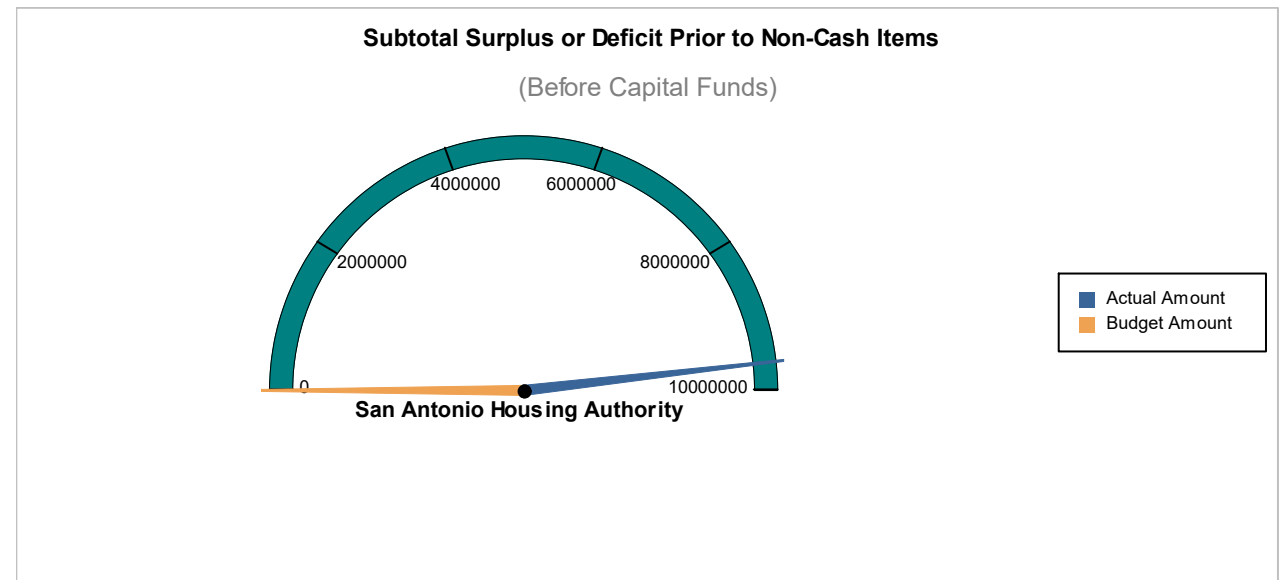 Subtotal Surplus or Deficit Prior to Non-Cash Items
(Before Capital Funds)
4000000
6000000
2000000
8000000
Actual Amount
Budget Amount
0
10000000
San Antonio Housing Authority